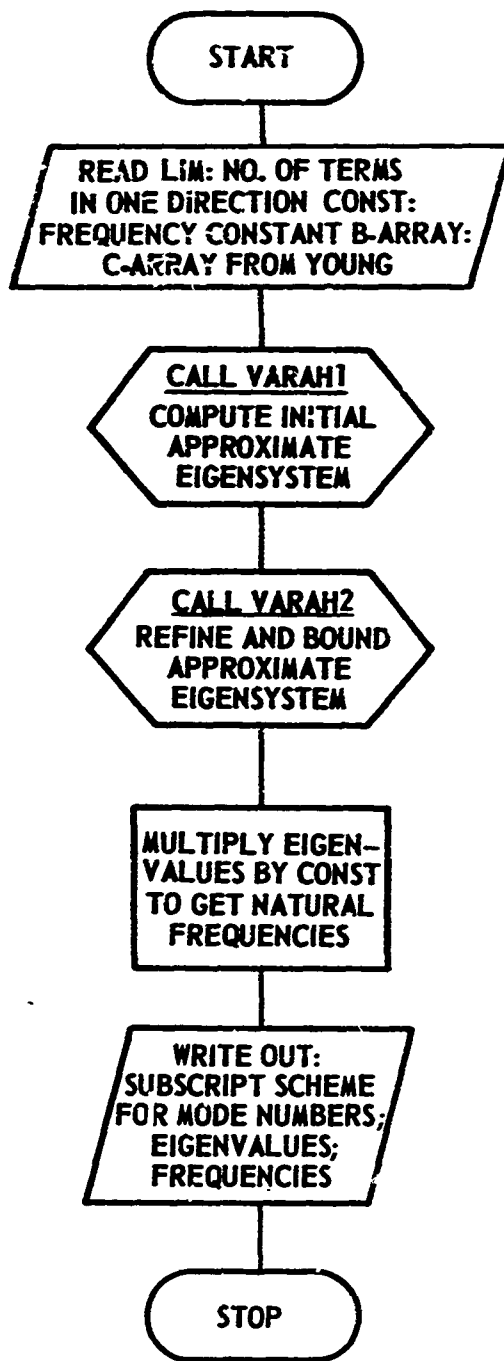 START
READ LIM: NO. OF TERMS
IN ONE DIRECTION CONST:
FREQUENCY CONSTANT B-ARRAY:
C-ARRAY FROM YOUNG
CALL VARAH1
COMPUTE INITIAL
APPROXIMATE
EIGENSYSTEM
CALL VARAH2
REFINE AND BOUND
APPROXIMATE
EIGENSYSTEM
MULTIPLY EIGEN-
VALUES BY CONST
TO GET NATURAL
FREQUENCIES
WRITE OUT:
SUBSCRIPT SCHEME
FOR MODE NUMBERS;
EIGENVALUES;
FREQUENCIES
STOP